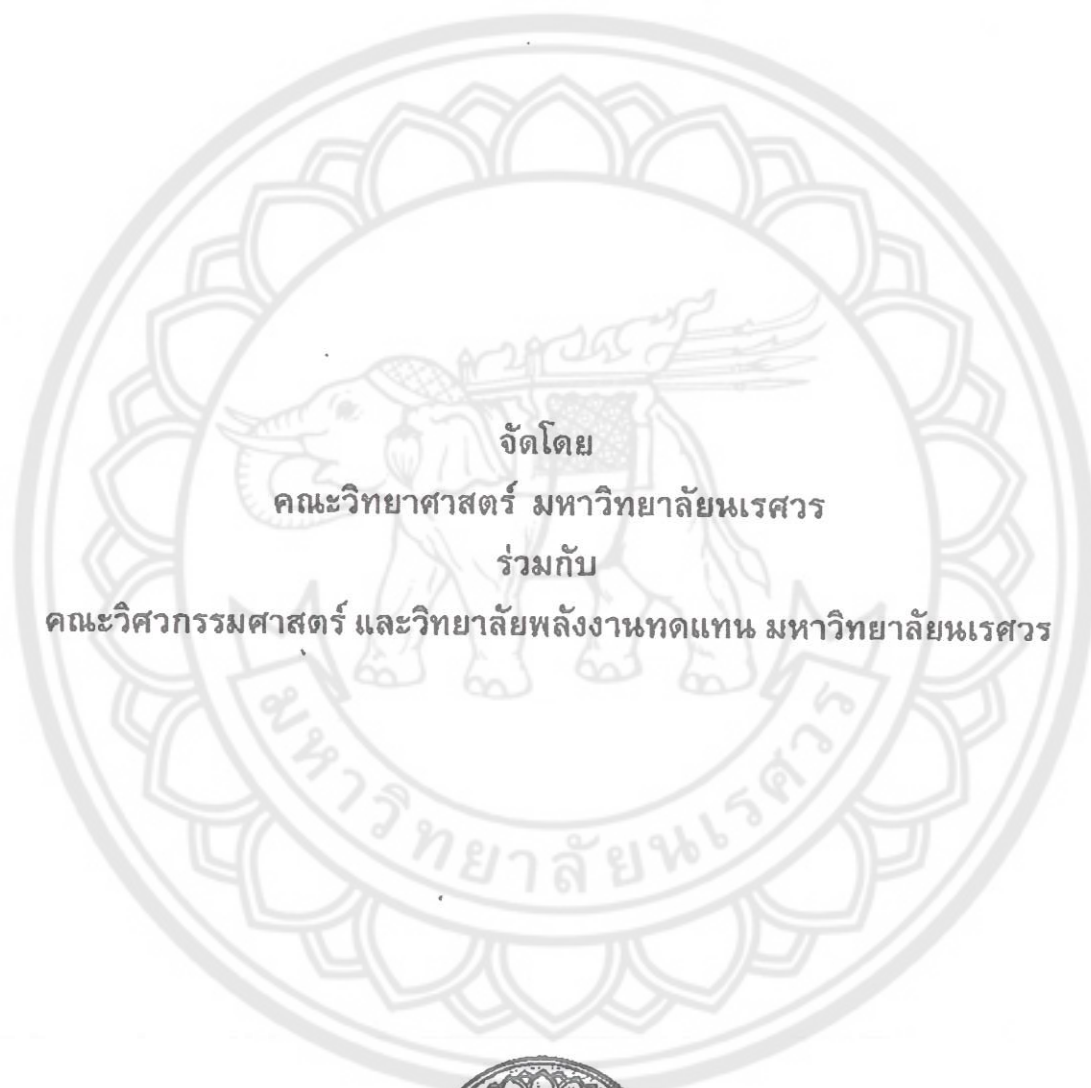 จัดโดย
คณะวิทยาศาสตร์ มหาวิทยาลัยนเรศวร
ร่วมกับ
คณะวิศวกรรมศาสตร์ และวิทยาลัยพลังงานทดแทน มหาวิทยาลัยนเรศวร
มหาวิทยาลัยนเรศวร